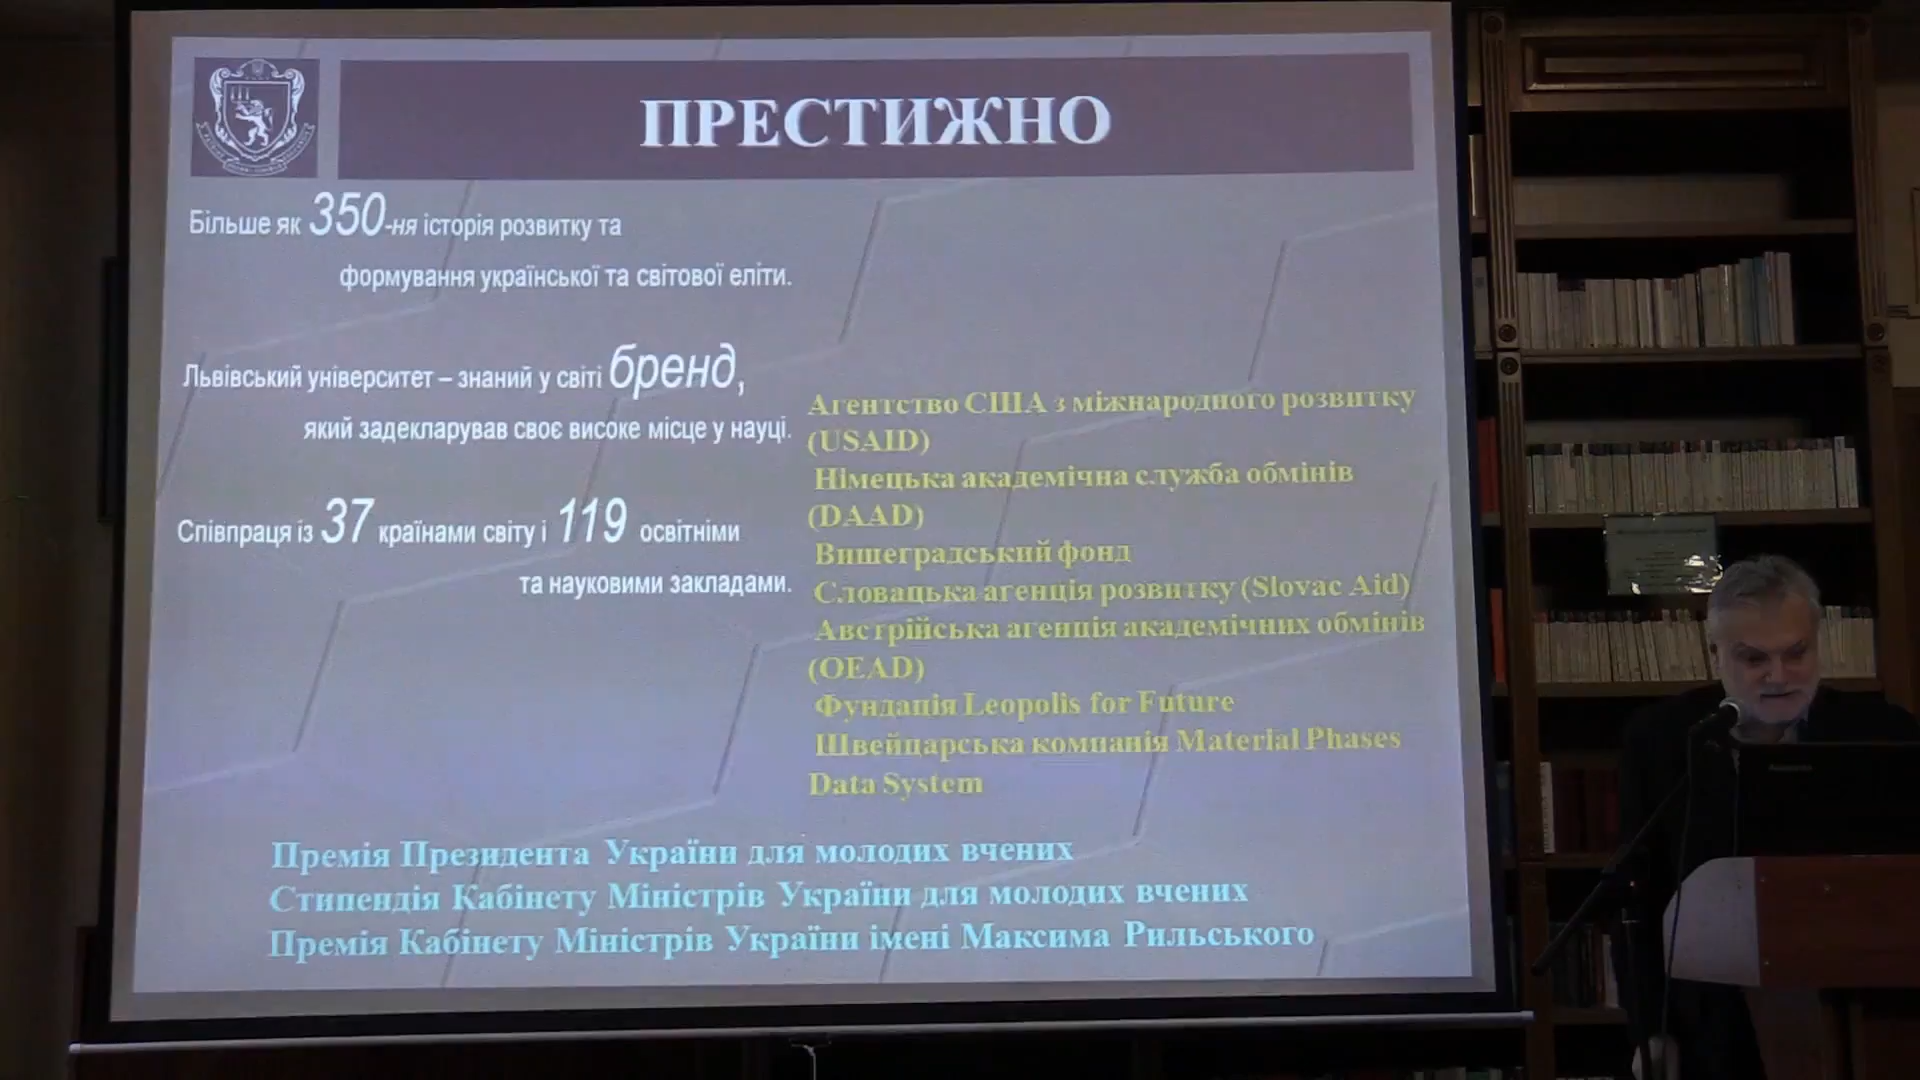 ПРЕСТИЖНО
Більше як 350-ня історія розвитку та
формування української та світової еліти.
Львівський університет – знаний у світі бренд,
який задекларував своє високе місце у науці.
Співпраця із 37 країнами світу і 119 освітніми
та науковими закладами.
Агентство США з міжнародного розвитку
(USAID)
Німецька академічна служба обмінів
(DAAD)
Вишеградський фонд
Словацька агенція розвитку (Slovac Aid)
Австрійська агенція академічних обмінів
(OEAD)
Фундація Leopolis for Future
Швейцарська компанія Material Phases
Data System
Премія Президента України для молодих вчених
Стипендія Кабінету Міністрів України для молодих вчених
Премія Кабінету Міністрів України імені Максима Рильського